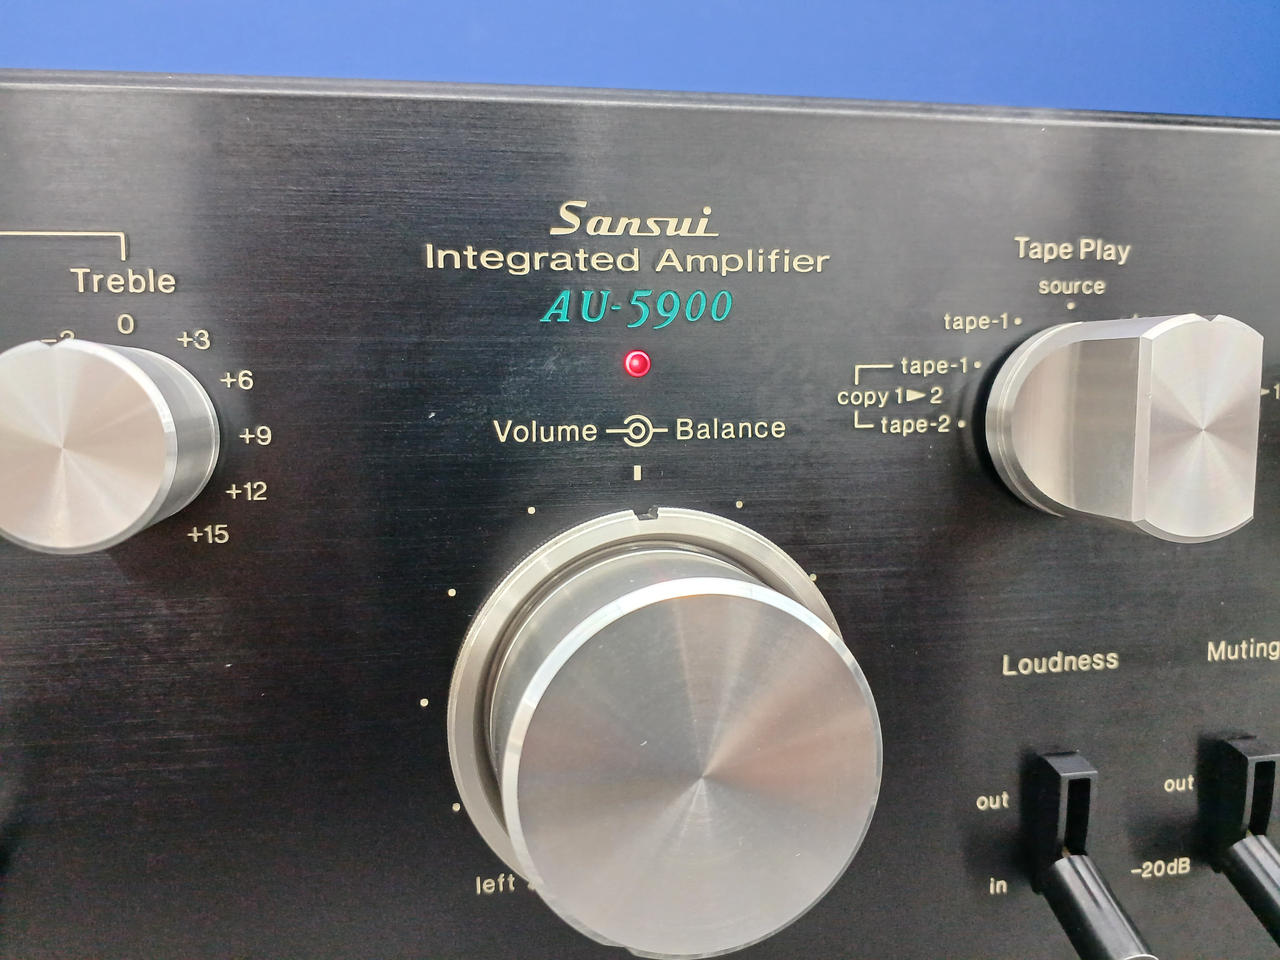 Sansui
Integrated Amplifier
AU-5900
Treble
0
+3
+6
+9
+12
+15
Volume Balance
left
Tape Play
source
tape-1
tape-1
copy 1►2
tape-2
Loudness
out
in
Muting
out
-20dB